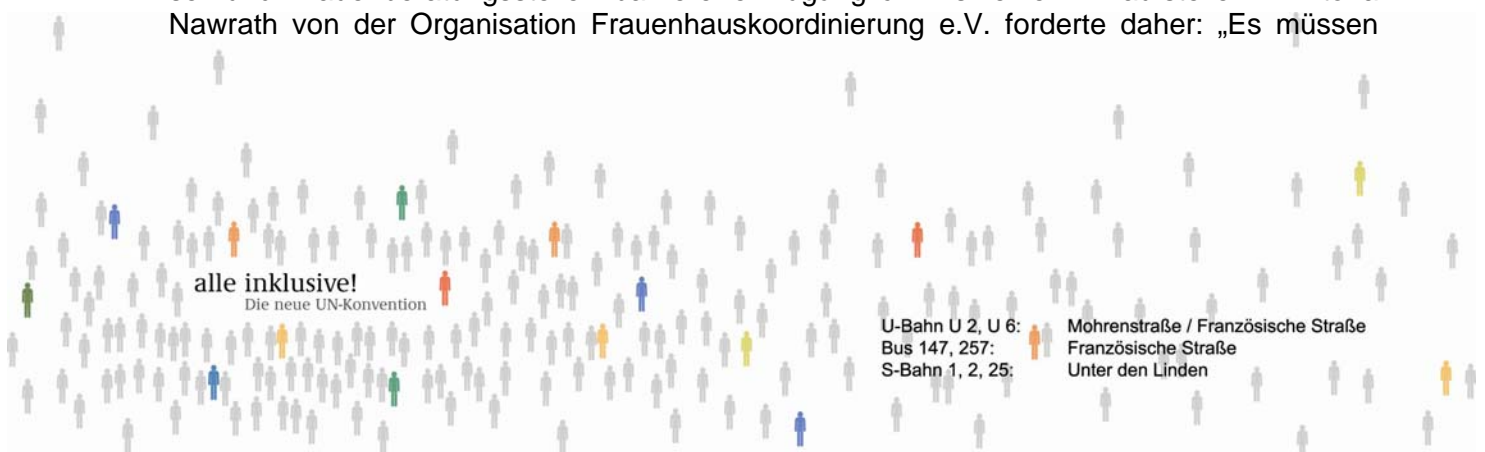 Nawrath von der Organisation Frauenhauskoordinierung e.V. forderte daher: „Es müssen
alle inklusive!
Die neue UN-Konvention
U-Bahn U 2, U 6: Mohrenstraße / Französische Straße
Bus 147, 257: Französische Straße
S-Bahn 1, 2, 25: Unter den Linden